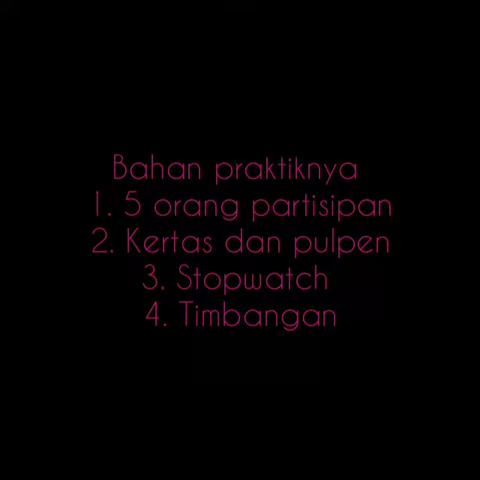 Bahan praktiknya
1. 5 orang partisipan
2. Kertas dan pulpen
3. Stopwatch
4. Timbangan